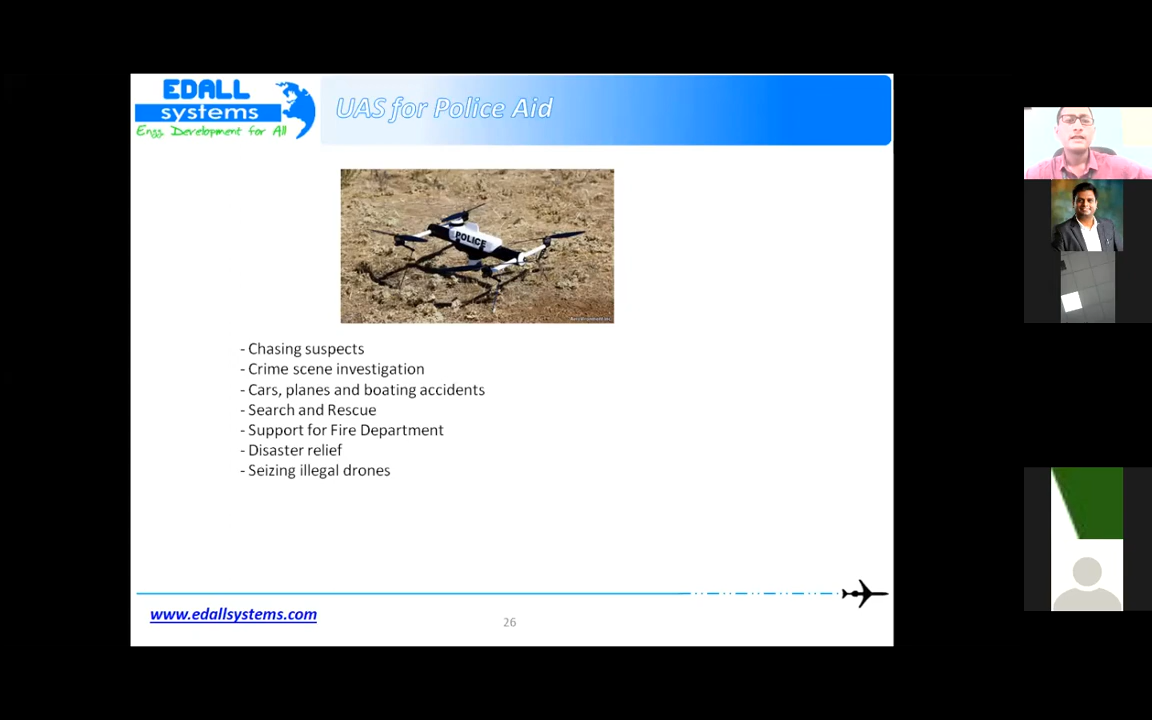 EDALL
systems
Engg. Development for All
UAS for Police Aid
POLICE
- Chasing suspects
- Crime scene investigation
- Cars, planes and boating accidents
- Search and Rescue
- Support for Fire Department
- Disaster relief
- Seizing illegal drones
www.edallsystems.com
26